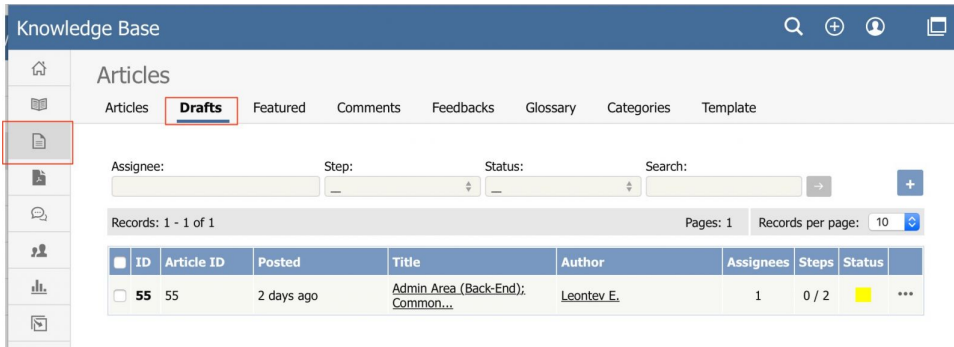 Knowledge Base
Articles
Articles Drafts Featured Comments Feedbacks Glossary Categories Template
Assignee: Step: Status: Search:
__ __
Records: 1 - 1 of 1 Pages: 1 Records per page: 10
ID Article ID Posted Title Author Assignees Steps Status
55 55 2 days ago Admin Area (Back-End); Leontev E. 1 0 / 2
Common...